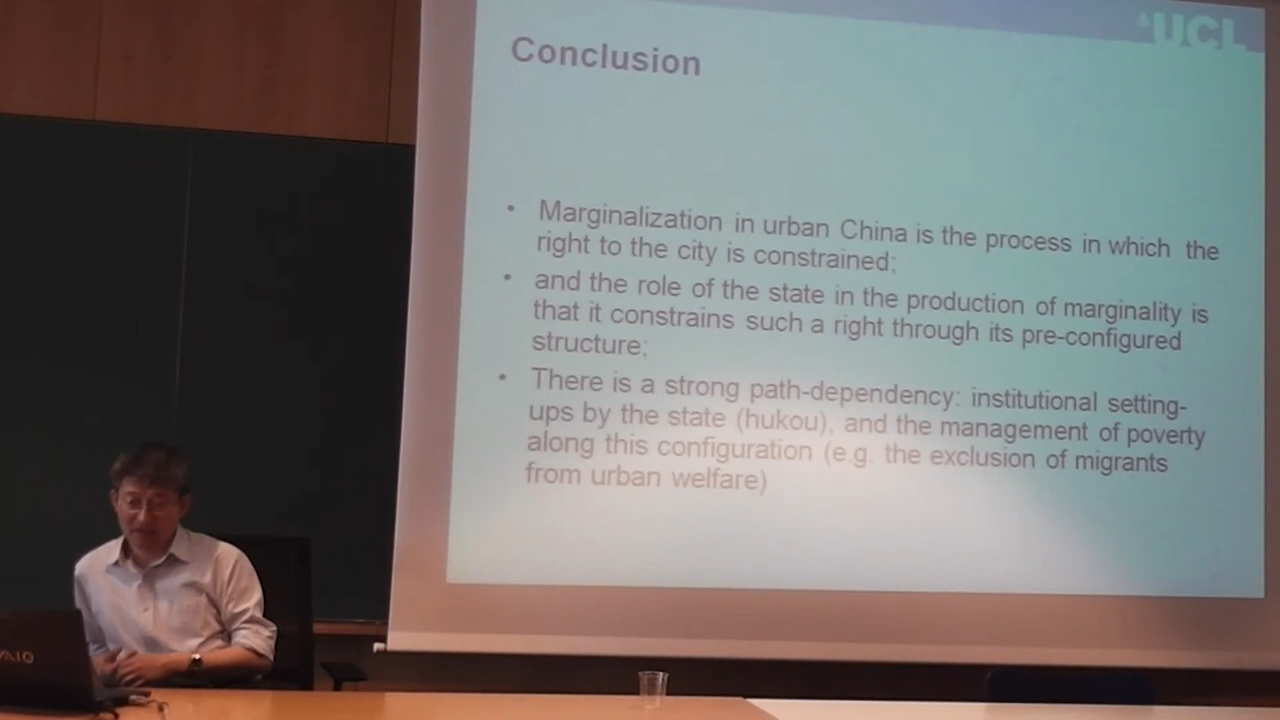 UCL
Conclusion
• Marginalization in urban China is the process in which the
right to the city is constrained;
• and the role of the state in the production of marginality is
that it constrains such a right through its pre-configured
structure;
• There is a strong path-dependency: institutional setting-
ups by the state (hukou), and the management of poverty
along this configuration (e.g. the exclusion of migrants
from urban welfare)